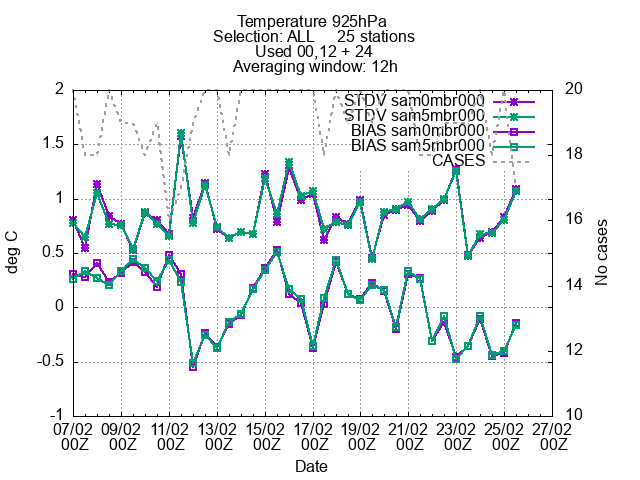 Temperature 925hPa
Selection: ALL     25 stations
Used 00,12 + 24
Averaging window: 12h
STDV sam0mbr000
STDV sam5mbr000
BIAS sam0mbr000
BIAS sam5mbr000
CASES
2
1.5
1
0.5
0
-0.5
-1
deg C
20
18
16
14
12
10
No cases
07/02 09/02 11/02 13/02 15/02 17/02 19/02 21/02 23/02 25/02 27/02
00Z 00Z 00Z 00Z 00Z 00Z 00Z 00Z 00Z 00Z 00Z
Date